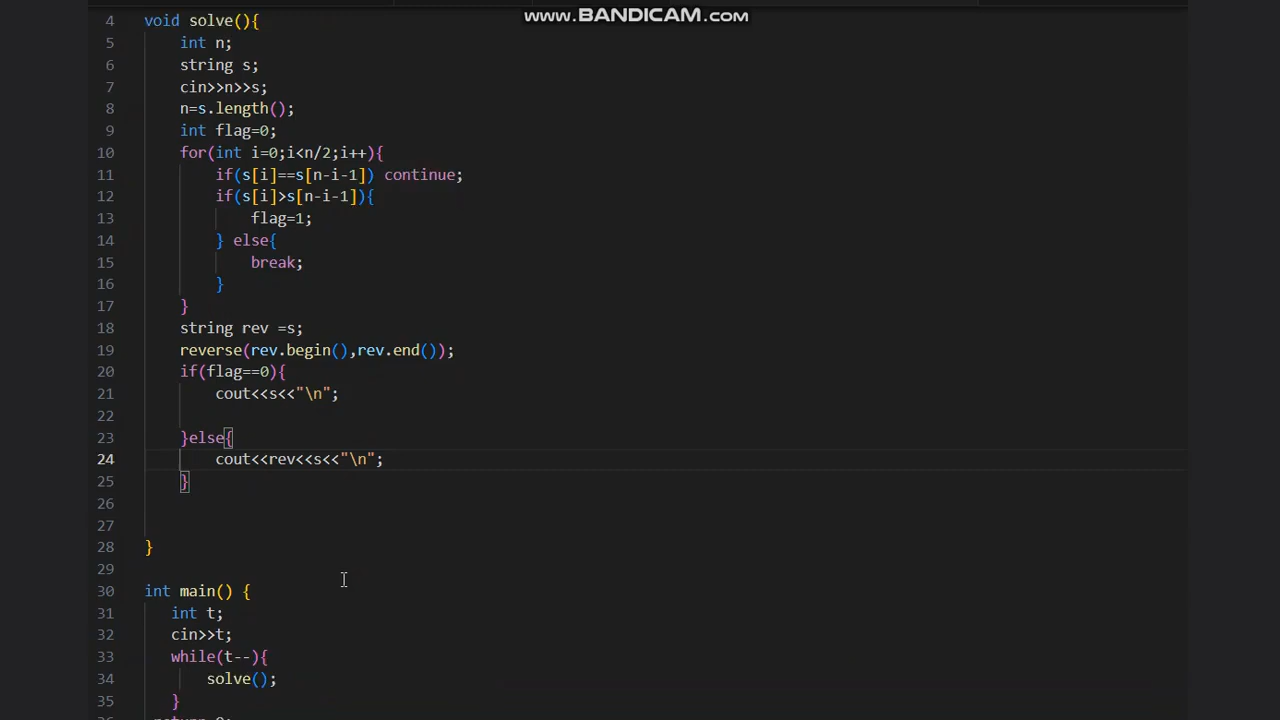 www.BANDICAM.com
4 void solve(){
5 int n;
6 string s;
7 cin>>n>>s;
8 n=s.length();
9 int flag=0;
10 for(int i=0;i<n/2;i++){
11 if(s[i]==s[n-i-1]) continue;
12 if(s[i]>s[n-i-1]){
13 flag=1;
14 } else{
15 break;
16 }
17 }
18 string rev =s;
19 reverse(rev.begin(),rev.end());
20 if(flag==0){
21 cout<<s<<"\n";
22
23 }else{
24 cout<<rev<<s<<"\n";
25 }
26
27
28 }
29
30 int main() {
31 int t;
32 cin>>t;
33 while(t--){
34 solve();
35 }